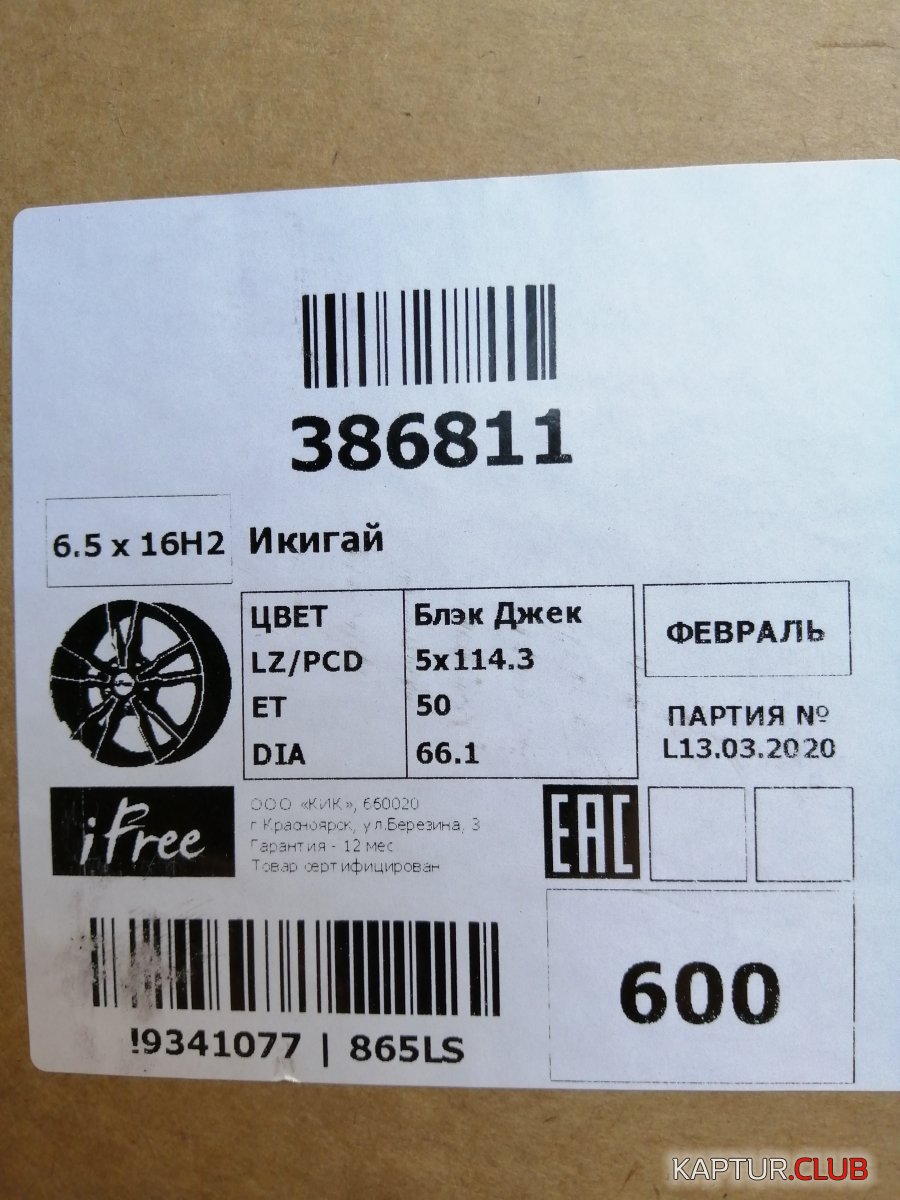 386811
6.5 x 16H2 Икигай
ЦВЕТ Блэк Джек
LZ/PCD 5x114.3
ET 50
DIA 66.1
ФЕВРАЛЬ
ПАРТИЯ №
L13.03.2020
iFree
ООО «КИК», 660020
г Красноярск, ул.Березина, 3
Гарантия - 12 мес
Товар сертифицирован
EAC
600
!9341077 | 865LS
KAPTUR.CLUB